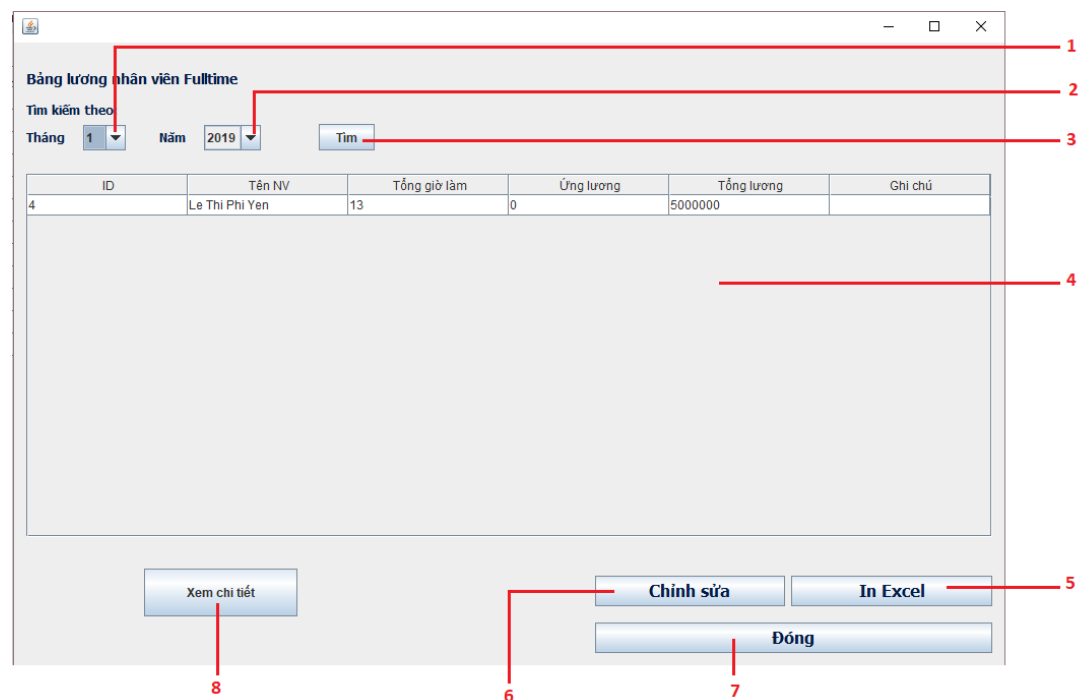 1
Bảng lương nhân viên Fulltime
2
Tìm kiếm theo
Tháng 1 Năm 2019 Tìm 3
ID Tên NV Tổng giờ làm Ứng lương Tổng lương Ghi chú
4 Le Thi Phi Yen 13 0 5000000
4
Xem chi tiết Chỉnh sửa In Excel 5
Đóng
8 6 7